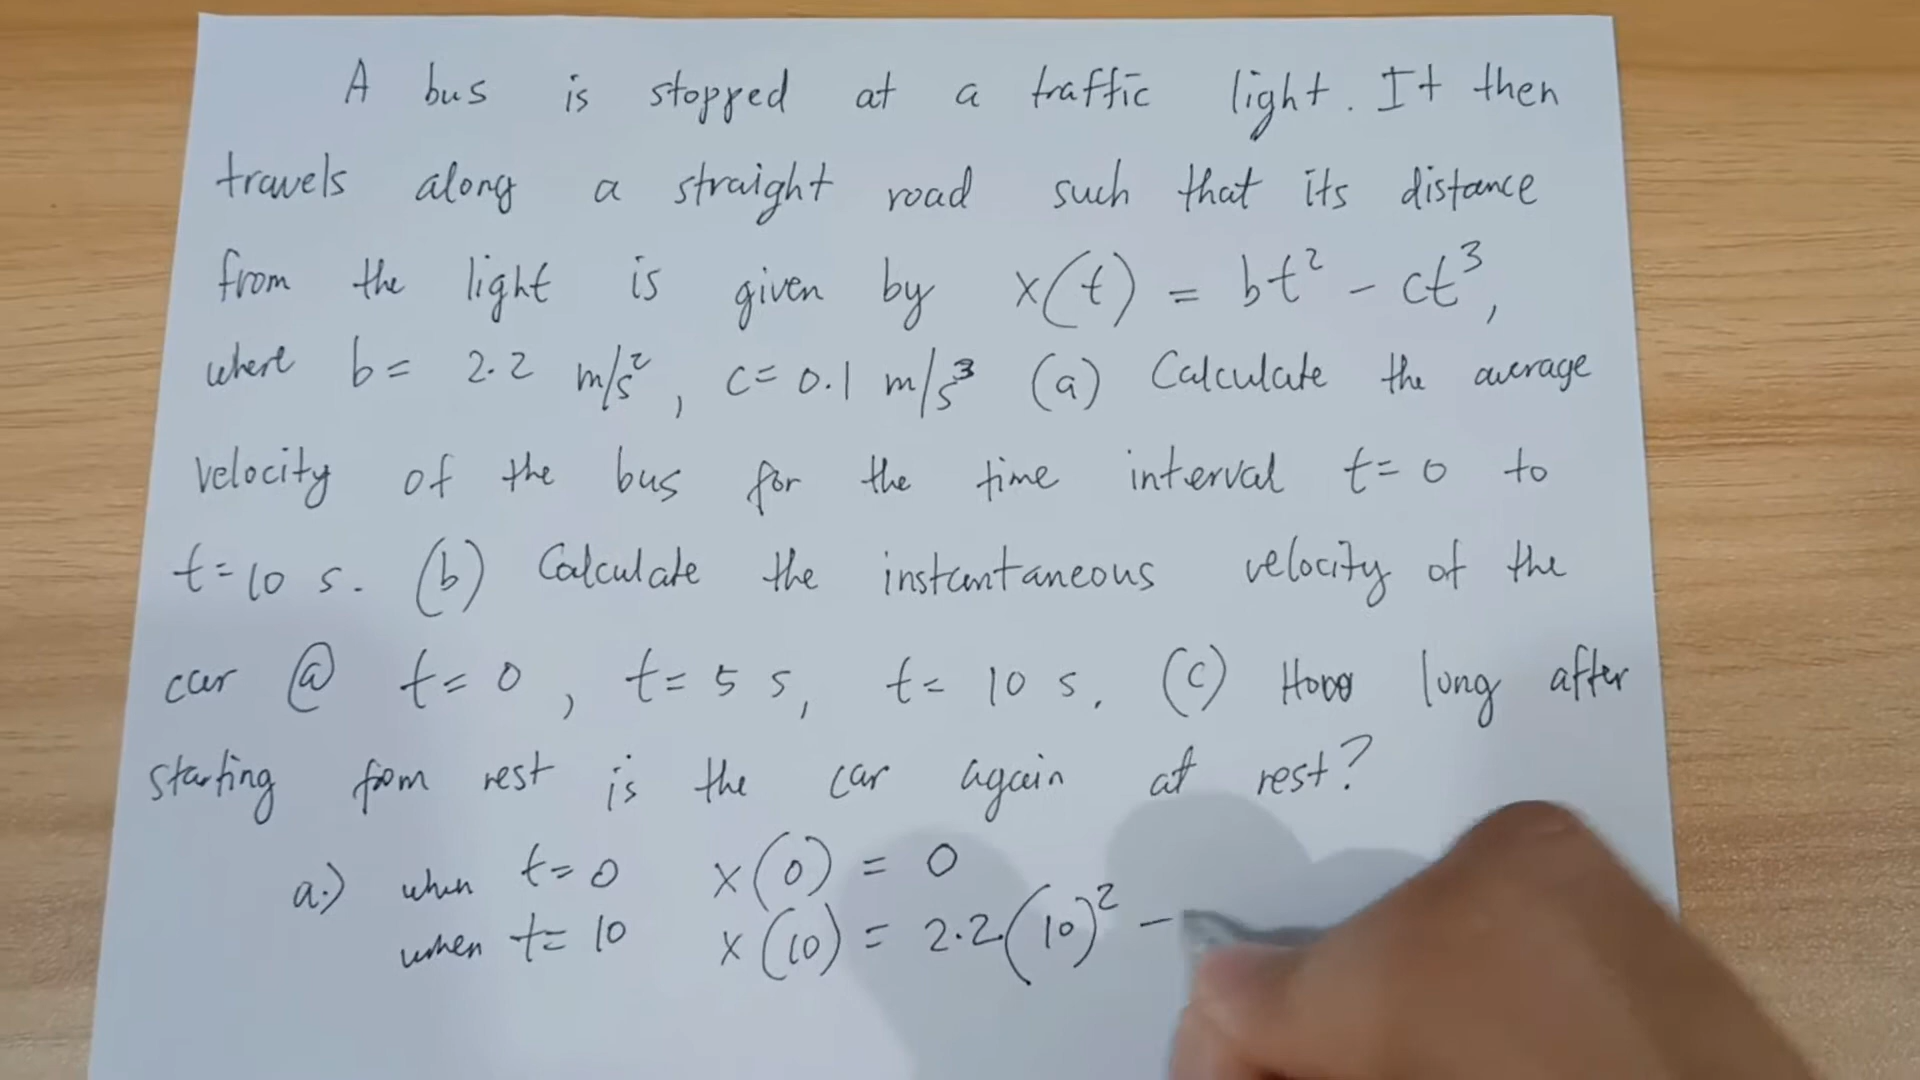 A bus is stopped at a traffic light. It then
travels along a straight road such that its distance
from the light is given by x(t) = bt² - ct³,
where b = 2.2 m/s², c = 0.1 m/s³ (a) Calculate the average
velocity of the bus for the time interval t = 0 to
t = 10 s. (b) Calculate the instantaneous velocity of the
car @ t = 0, t = 5 s, t = 10 s. (c) How long after
starting from rest is the car again at rest?
a.) when t = 0 x(0) = 0
when t = 10 x(10) = 2.2(10)² -